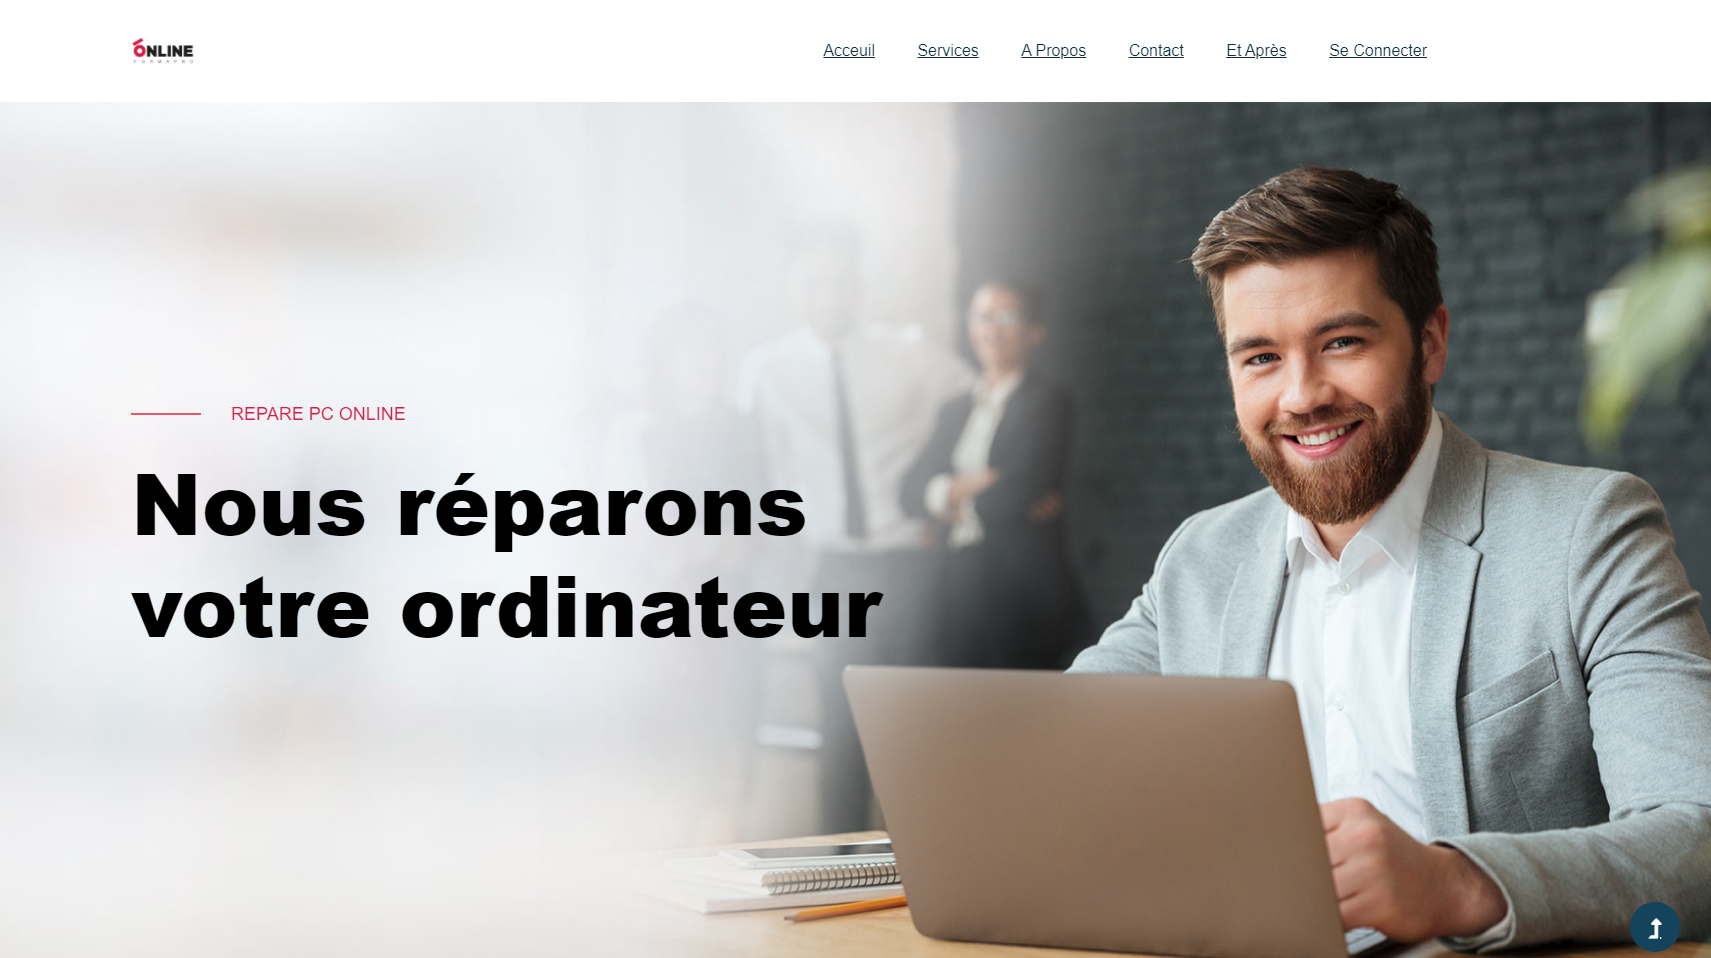 ONLINE
FORMAPRO
Acceuil
Services
A Propos
Contact
Et Après
Se Connecter
REPARE PC ONLINE
Nous réparons
votre ordinateur